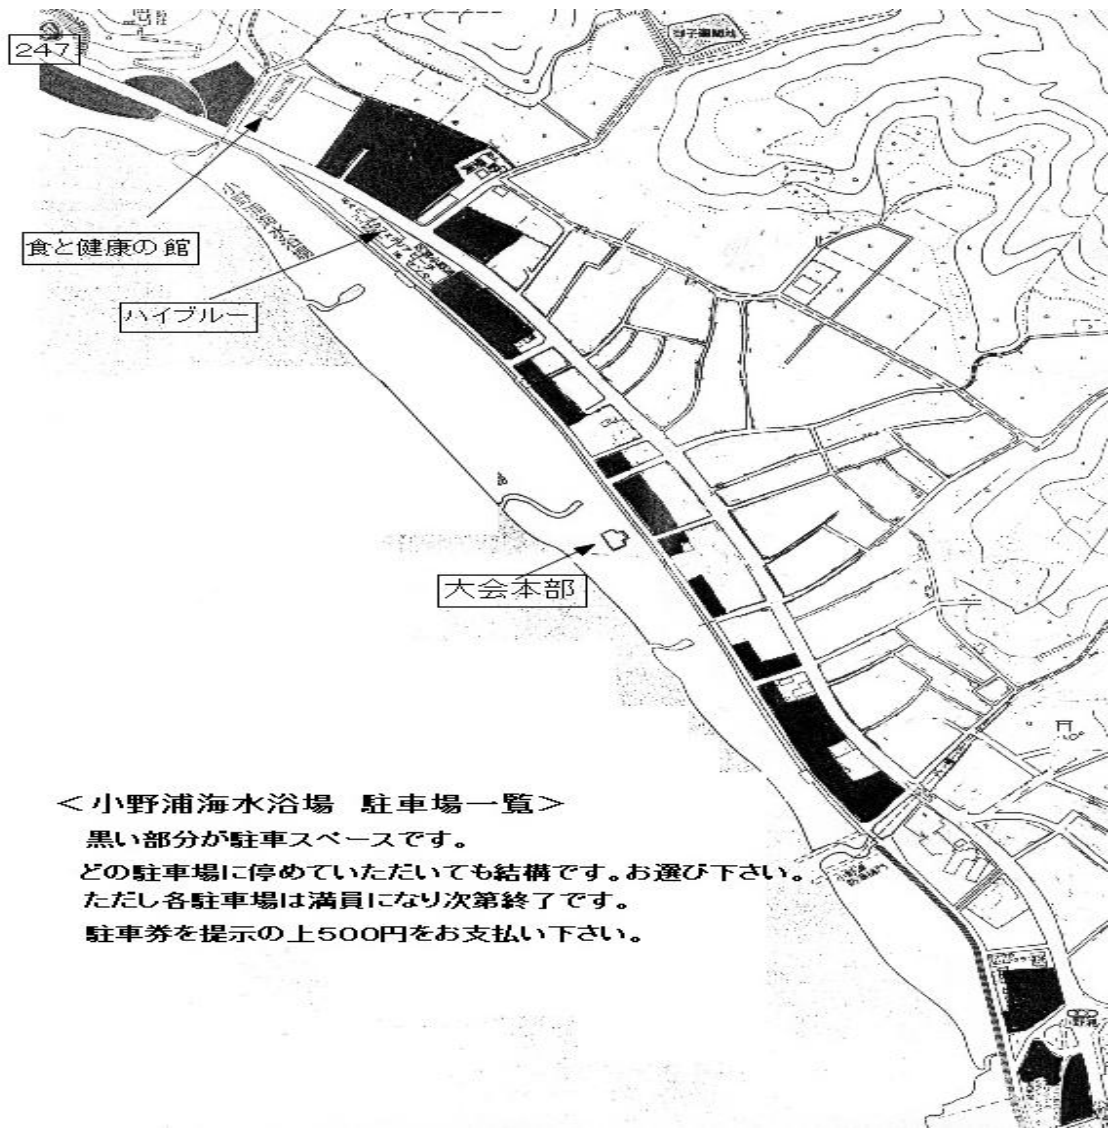 247
食と健康の館
ハイブルー
大会本部
＜小野浦海水浴場 駐車場一覧＞
黒い部分が駐車スペースです。
どの駐車場に停めていただいても結構です。お選び下さい。
ただし各駐車場は満員になり次第終了です。
駐車券を提示の上500円をお支払い下さい。